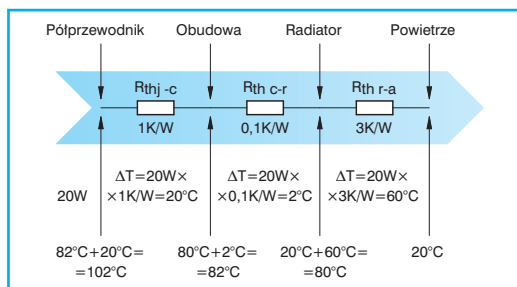 Półprzewodnik Obudowa Radiator Powietrze
Rthj -c Rth c-r Rth r-a
1K/W 0,1K/W 3K/W
ΔT=20W× ΔT=20W× ΔT=20W×
20W ×1K/W=20°C ×0,1K/W=2°C ×3K/W=60°C
82°C+20°C= 80°C+2°C= 20°C+60°C= 20°C
=102°C =82°C =80°C